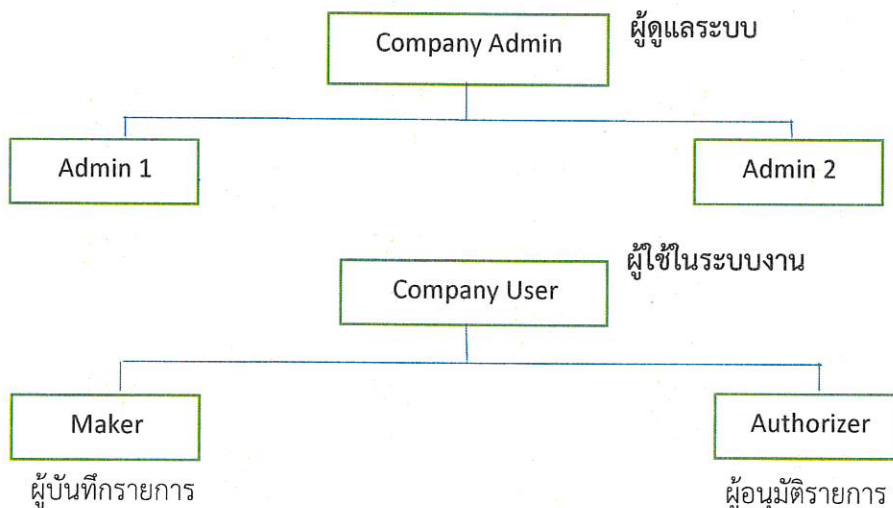 Company Admin
ผู้ดูแลระบบ
Admin 1
Admin 2
Company User
ผู้ใช้ในระบบงาน
Maker
Authorizer
ผู้บันทึกรายการ
ผู้อนุมัติรายการ